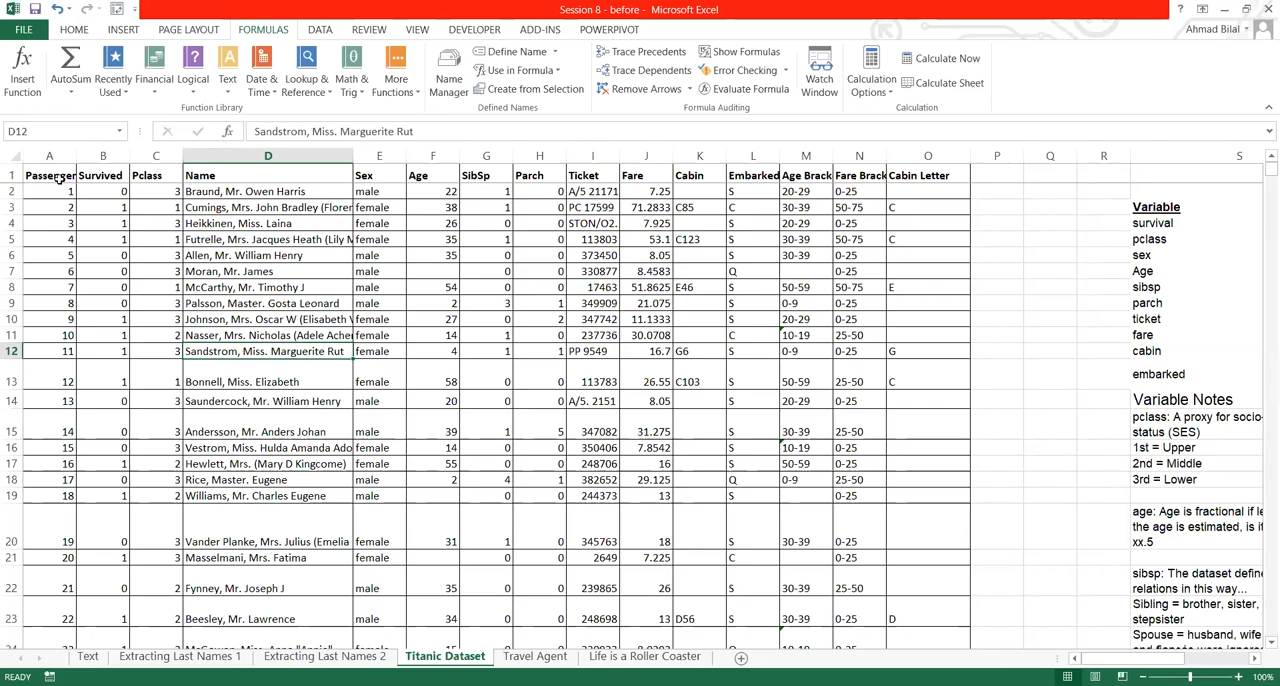 Session 8 - before - Microsoft Excel
FILE HOME INSERT PAGE LAYOUT FORMULAS DATA REVIEW VIEW DEVELOPER ADD-INS POWERPIVOT Ahmad Bilal
Insert Function
AutoSum
Recently Used
Financial
Logical
Text
Date & Time
Lookup & Reference
Math & Trig
More Functions
Function Library
Name Manager
Define Name
Use in Formula
Create from Selection
Defined Names
Trace Precedents
Trace Dependents
Remove Arrows
Show Formulas
Error Checking
Evaluate Formula
Formula Auditing
Watch Window
Calculation Options
Calculate Now
Calculate Sheet
Calculation
D12 fx Sandstrom, Miss. Marguerite Rut
A B C D E F G H I J K L M N O P Q R S
1 Passenger Survived Pclass Name Sex Age SibSp Parch Ticket Fare Cabin Embarked Age Brack Fare Brack Cabin Letter
2 1 0 3 Braund, Mr. Owen Harris male 22 1 0 A/5 21171 7.25 S 20-29 0-25
3 2 1 1 Cumings, Mrs. John Bradley (Floren female 38 1 0 PC 17599 71.2833 C85 C 30-39 50-75 C Variable
4 3 1 3 Heikkinen, Miss. Laina female 26 0 0 STON/O2. 7.925 S 20-29 0-25 survival
5 4 1 1 Futrelle, Mrs. Jacques Heath (Lily M female 35 1 0 113803 53.1 C123 S 30-39 50-75 C pclass
6 5 0 3 Allen, Mr. William Henry male 35 0 0 373450 8.05 S 30-39 0-25 sex
7 6 0 3 Moran, Mr. James male 0 0 330877 8.4583 Q 0-25 Age
8 7 0 1 McCarthy, Mr. Timothy J male 54 0 0 17463 51.8625 E46 S 50-59 50-75 E sibsp
9 8 0 3 Palsson, Master. Gosta Leonard male 2 3 1 349909 21.075 S 0-9 0-25 parch
10 9 1 3 Johnson, Mrs. Oscar W (Elisabeth V female 27 0 2 347742 11.1333 S 20-29 0-25 ticket
11 10 1 2 Nasser, Mrs. Nicholas (Adele Acher female 14 1 0 237736 30.0708 C 10-19 25-50 fare
12 11 1 3 Sandstrom, Miss. Marguerite Rut female 4 1 1 PP 9549 16.7 G6 S 0-9 0-25 G cabin
13 12 1 1 Bonnell, Miss. Elizabeth female 58 0 0 113783 26.55 C103 S 50-59 25-50 C embarked
14 13 0 3 Saundercock, Mr. William Henry male 20 0 0 A/5. 2151 8.05 S 20-29 0-25 Variable Notes
pclass: A proxy for socio-
15 14 0 3 Andersson, Mr. Anders Johan male 39 1 5 347082 31.275 S 30-39 25-50 status (SES)
16 15 0 3 Vestrom, Miss. Hulda Amanda Ado female 14 0 0 350406 7.8542 S 10-19 0-25 1st = Upper
17 16 1 2 Hewlett, Mrs. (Mary D Kingcome) female 55 0 0 248706 16 S 50-59 0-25 2nd = Middle
18 17 0 3 Rice, Master. Eugene male 2 4 1 382652 29.125 Q 0-9 25-50 3rd = Lower
19 18 1 2 Williams, Mr. Charles Eugene male 0 0 244373 13 S 0-25
age: Age is fractional if le
the age is estimated, is i
20 19 0 3 Vander Planke, Mrs. Julius (Emelia female 31 1 0 345763 18 S 30-39 0-25 xx.5
21 20 1 3 Masselmani, Mrs. Fatima female 0 0 2649 7.225 C 0-25
sibsp: The dataset define
22 21 0 2 Fynney, Mr. Joseph J male 35 0 0 239865 26 S 30-39 25-50 relations in this way...
Sibling = brother, sister,
23 22 1 2 Beesley, Mr. Lawrence male 34 0 0 248698 13 D56 S 30-39 0-25 D stepsister
Spouse = husband, wife
Text Extracting Last Names 1 Extracting Last Names 2 Titanic Dataset Travel Agent Life is a Roller Coaster
READY 100%